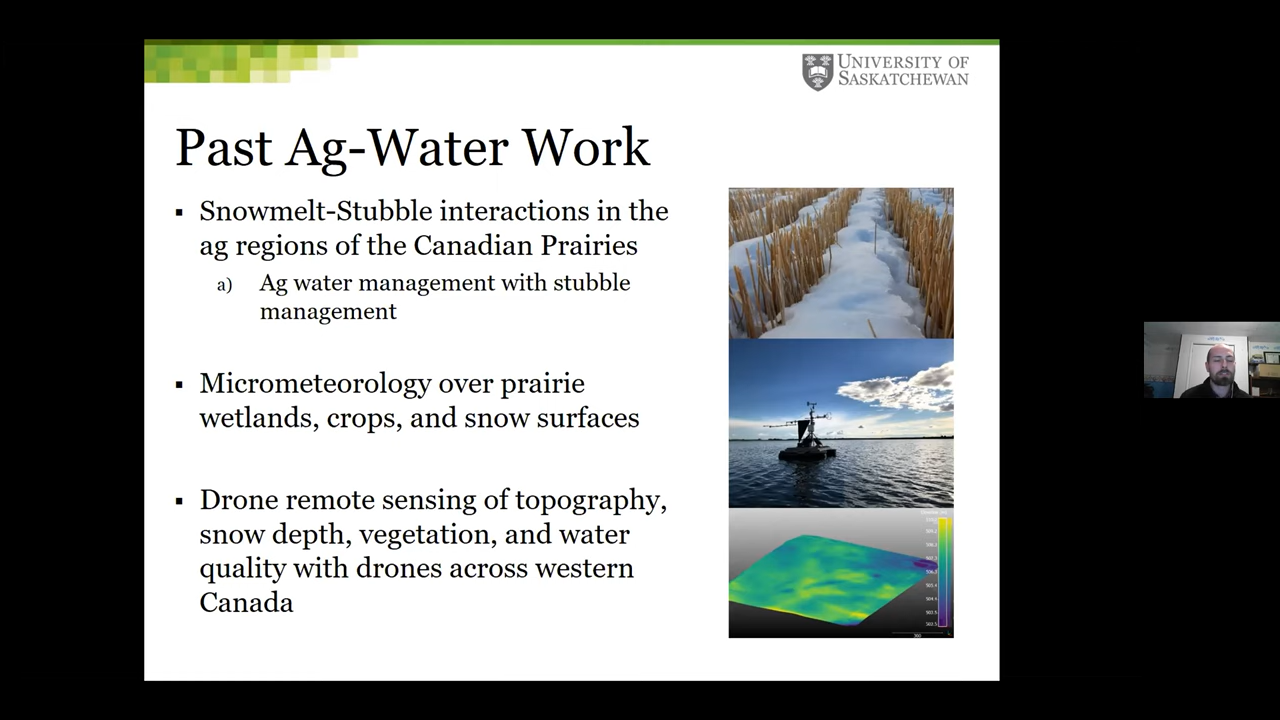 UNIVERSITY OF
SASKATCHEWAN
Past Ag-Water Work
▪ Snowmelt-Stubble interactions in the
ag regions of the Canadian Prairies
a) Ag water management with stubble
management
▪ Micrometeorology over prairie
wetlands, crops, and snow surfaces
▪ Drone remote sensing of topography,
snow depth, vegetation, and water
quality with drones across western
Canada